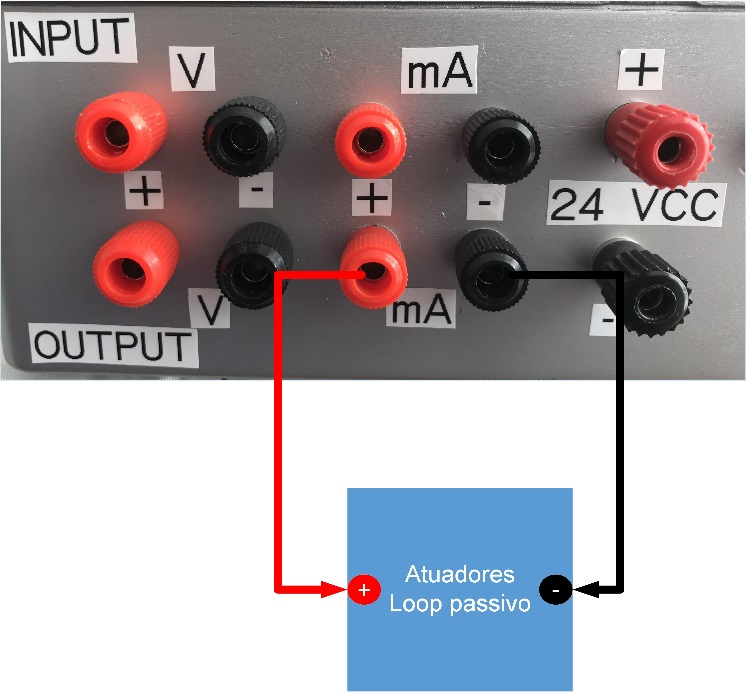 INPUT
V
mA
+
+
-
+
-
24 VCC
V
mA
-
OUTPUT
Atuadores
+
-
Loop passivo